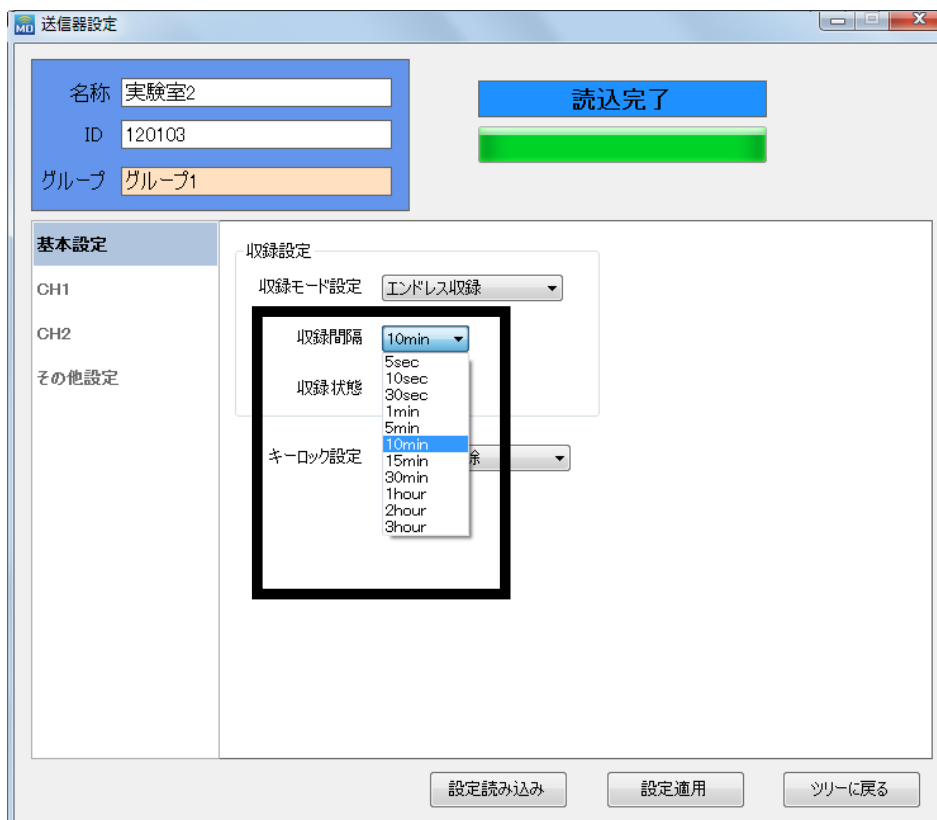 MD 送信器設定
名称 実験室2
ID 120103
グループ グループ1
読込完了
基本設定
CH1
CH2
その他設定
収録設定
収録モード設定 エンドレス収録
収録間隔 10min
5sec
10sec
30sec
1min
5min
10min
15min
30min
1hour
2hour
3hour
収録状態
キーロック設定 除
設定読み込み 設定適用 ツリーに戻る